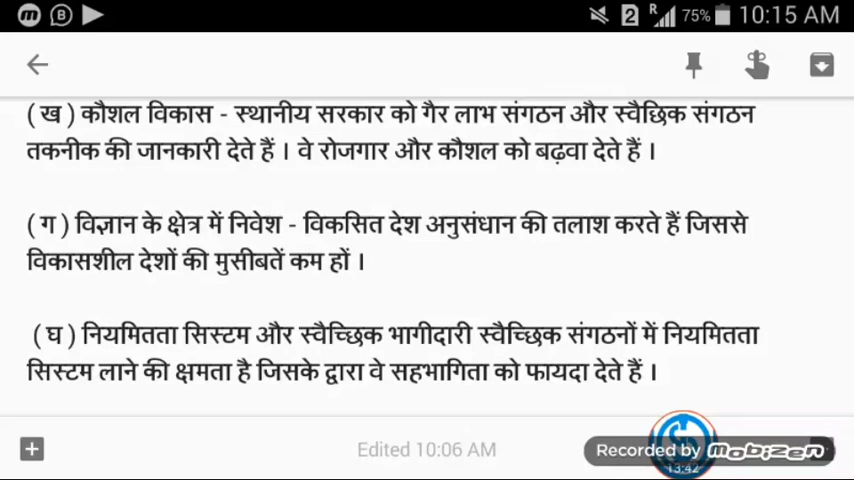 2 R 75% 10:15 AM
( ख ) कौशल विकास - स्थानीय सरकार को गैर लाभ संगठन और स्वैछिक संगठन
तकनीक की जानकारी देते हैं । वे रोजगार और कौशल को बढ़वा देते हैं ।
( ग ) विज्ञान के क्षेत्र में निवेश - विकसित देश अनुसंधान की तलाश करते हैं जिससे
विकासशील देशों की मुसीबतें कम हों ।
( घ ) नियमितता सिस्टम और स्वैच्छिक भागीदारी स्वैच्छिक संगठनों में नियमितता
सिस्टम लाने की क्षमता है जिसके द्वारा वे सहभागिता को फायदा देते हैं ।
Edited 10:06 AM
Recorded by mobizen
13:42